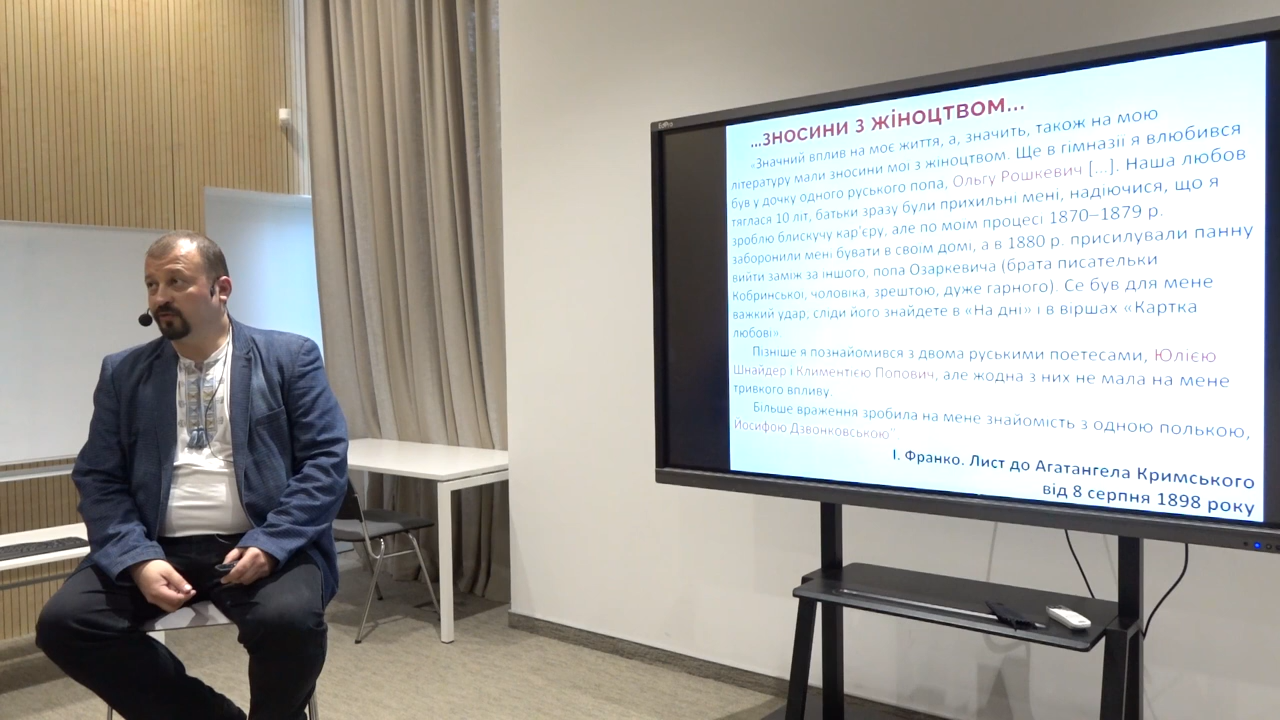 EdPro
...ЗНОСИНИ З ЖІНОЦТВОМ...
«Значний вплив на моє життя, а, значить, також на мою
літературу мали зносини мої з жіноцтвом. Ще в гімназії я влюбився
був у дочку одного руського попа, Ольгу Рошкевич [...]. Наша любов
тяглася 10 літ, батьки зразу були прихильні мені, надіючися, що я
зроблю блискучу кар'єру, але по моїм процесі 1870–1879 р.
заборонили мені бувати в своїм домі, а в 1880 р. присилували панну
вийти заміж за іншого, попа Озаркевича (брата писательки
Кобринської, чоловіка, зрештою, дуже гарного). Се був для мене
важкий удар, сліди його знайдете в «На дні» і в віршах «Картка
любові».
Пізніше я познайомився з двома руськими поетесами, Юлією
Шнайдер і Климентією Попович, але жодна з них не мала на мене
тривкого впливу.
Більше враження зробила на мене знайомість з одною полькою,
Йосифою Дзвонковською".
І. Франко. Лист до Агатангела Кримського
від 8 серпня 1898 року